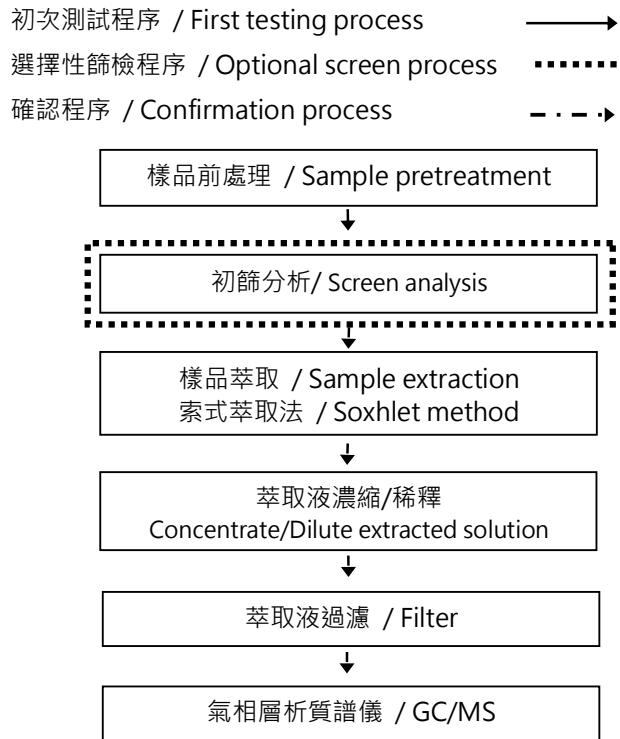 初次測試程序 / First testing process
選擇性篩檢程序 / Optional screen process
確認程序 / Confirmation process
樣品前處理 / Sample pretreatment
初篩分析/ Screen analysis
樣品萃取 / Sample extraction
索式萃取法 / Soxhlet method
萃取液濃縮/稀釋
Concentrate/Dilute extracted solution
萃取液過濾 / Filter
氣相層析質譜儀 / GC/MS